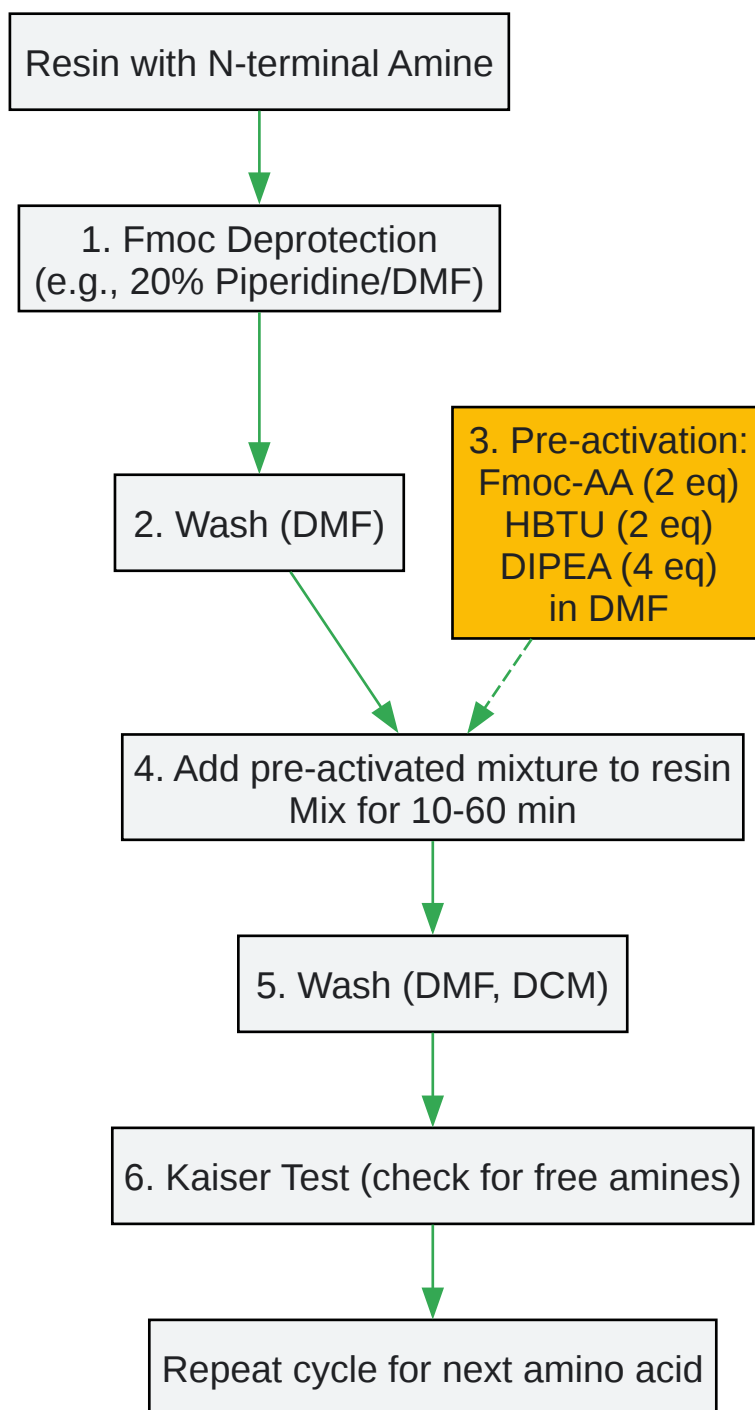 Resin with N-terminal Amine
1. Fmoc Deprotection
(e.g., 20% Piperidine/DMF)
2. Wash (DMF)
3. Pre-activation:
Fmoc-AA (2 eq)
HBTU (2 eq)
DIPEA (4 eq)
in DMF
4. Add pre-activated mixture to resin
Mix for 10-60 min
5. Wash (DMF, DCM)
6. Kaiser Test (check for free amines)
Repeat cycle for next amino acid